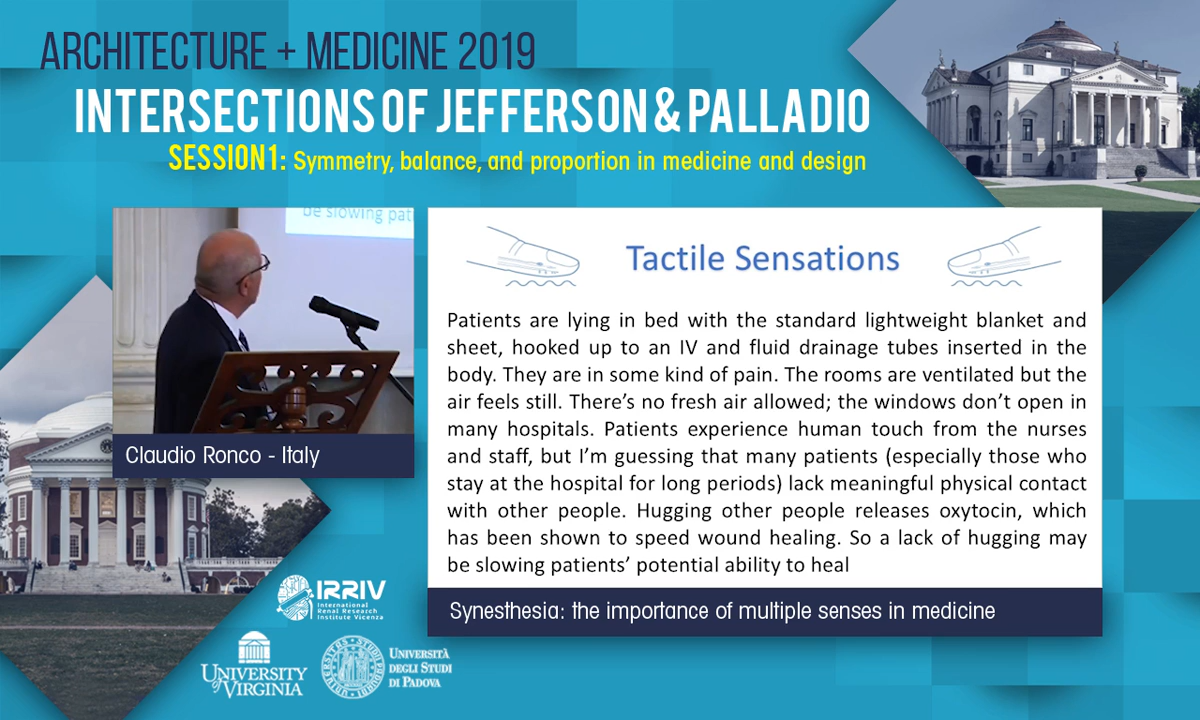 ARCHITECTURE + MEDICINE 2019
INTERSECTIONS OF JEFFERSON & PALLADIO
SESSION1: Symmetry, balance, and proportion in medicine and design
be slowing pati
Claudio Ronco - Italy
Tactile Sensations
Patients are lying in bed with the standard lightweight blanket and
sheet, hooked up to an IV and fluid drainage tubes inserted in the
body. They are in some kind of pain. The rooms are ventilated but the
air feels still. There's no fresh air allowed; the windows don't open in
many hospitals. Patients experience human touch from the nurses
and staff, but I'm guessing that many patients (especially those who
stay at the hospital for long periods) lack meaningful physical contact
with other people. Hugging other people releases oxytocin, which
has been shown to speed wound healing. So a lack of hugging may
be slowing patients' potential ability to heal
Synesthesia: the importance of multiple senses in medicine
IRRIV
International
Renal Research
Institute Vicenza
UNIVERSITY
of VIRGINIA
UNIVERSITÀ
DEGLI STUDI
DI PADOVA